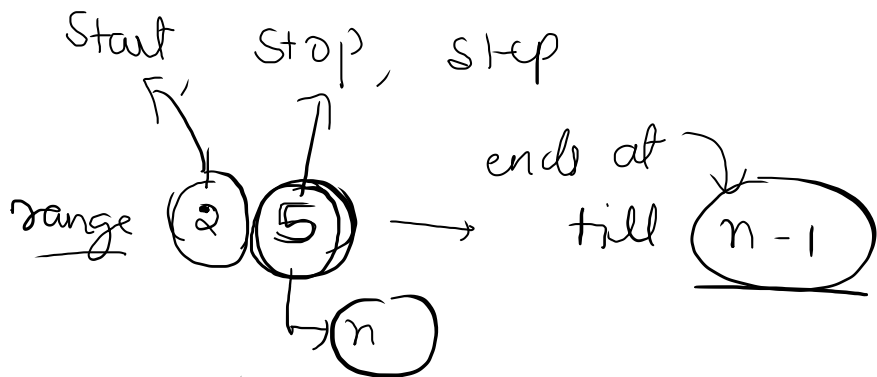 Start, Stop, step
ends at
range 2 5 → till n - 1
n